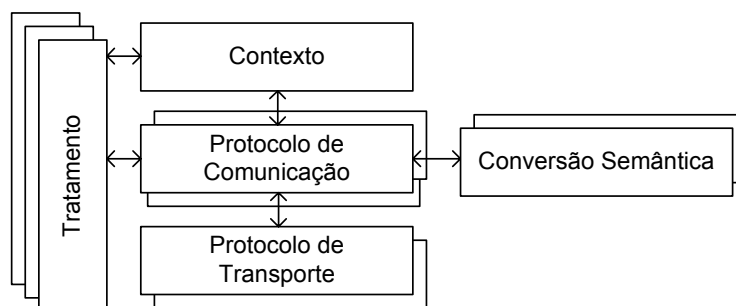 Contexto
Tratamento
Protocolo de
Comunicação
Conversão Semântica
Protocolo de
Transporte